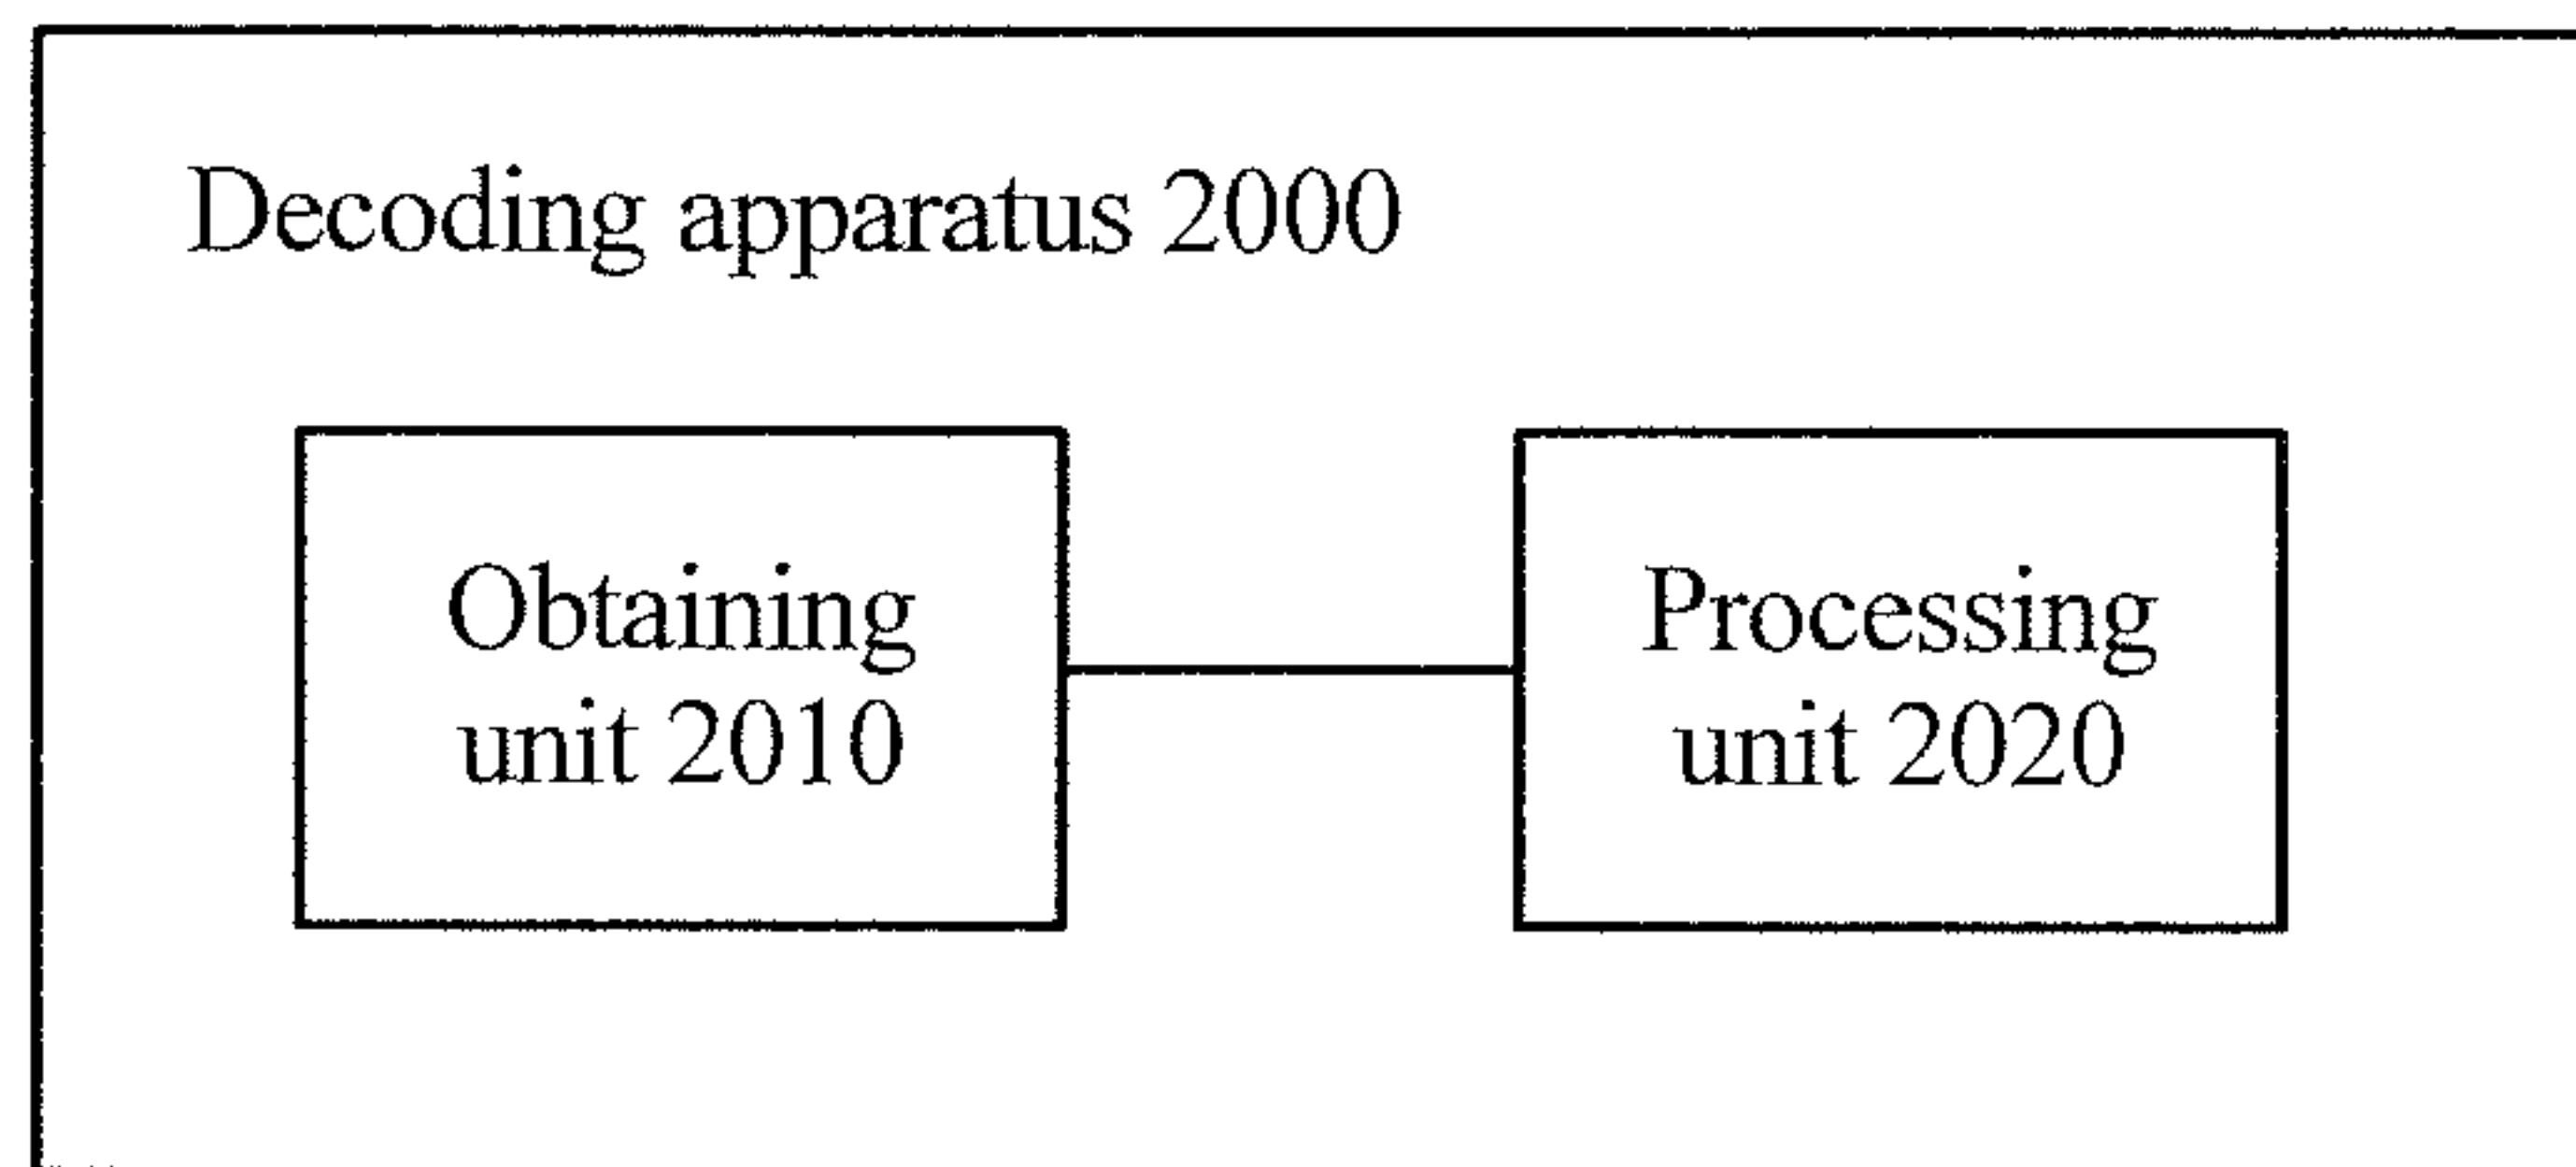 Decoding apparatus 2000
Obtaining
unit 2010
Processing
unit 2020